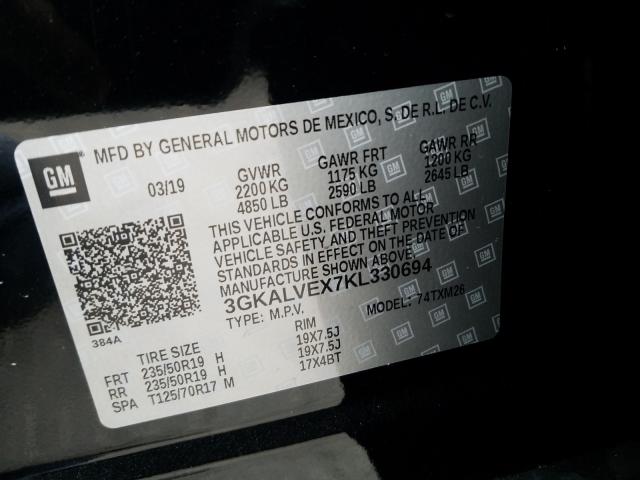 GM
MFD BY GENERAL MOTORS DE MEXICO, S. DE R.L. DE C.V.
03/19
GVWR
2200 KG
4850 LB
GAWR FRT
1175 KG
2590 LB
GAWR RR
1200 KG
2645 LB
THIS VEHICLE CONFORMS TO ALL
APPLICABLE U.S. FEDERAL MOTOR
VEHICLE SAFETY AND THEFT PREVENTION
STANDARDS IN EFFECT ON THE DATE OF
MANUFACTURE SHOWN ABOVE.
3GKALVEX7KL330694
TYPE: M.P.V.
MODEL: 74TXM26
384A
TIRE SIZE
RIM
FRT 235/50R19 H 19X7.5J
RR 235/50R19 H 19X7.5J
SPA T125/70R17 M 17X4BT